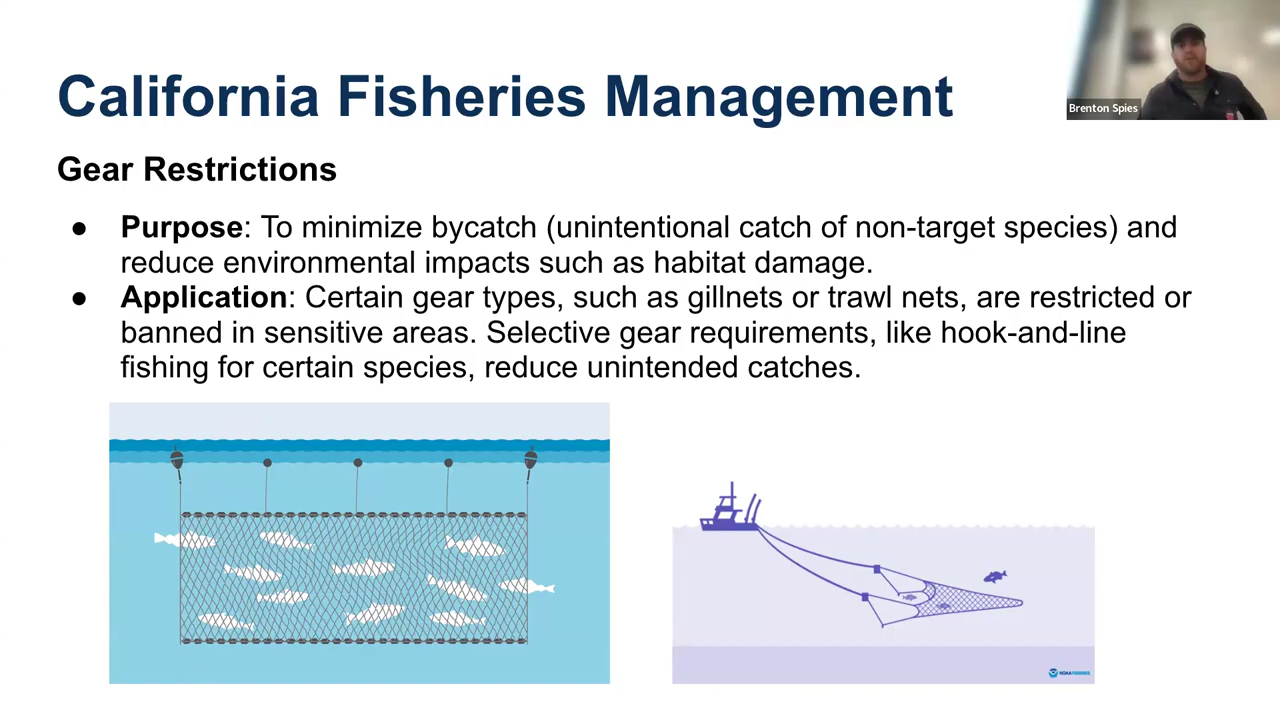 California Fisheries Management
Brenton Spies
Gear Restrictions
● Purpose: To minimize bycatch (unintentional catch of non-target species) and
reduce environmental impacts such as habitat damage.
● Application: Certain gear types, such as gillnets or trawl nets, are restricted or
banned in sensitive areas. Selective gear requirements, like hook-and-line
fishing for certain species, reduce unintended catches.
NOAA FISHERIES